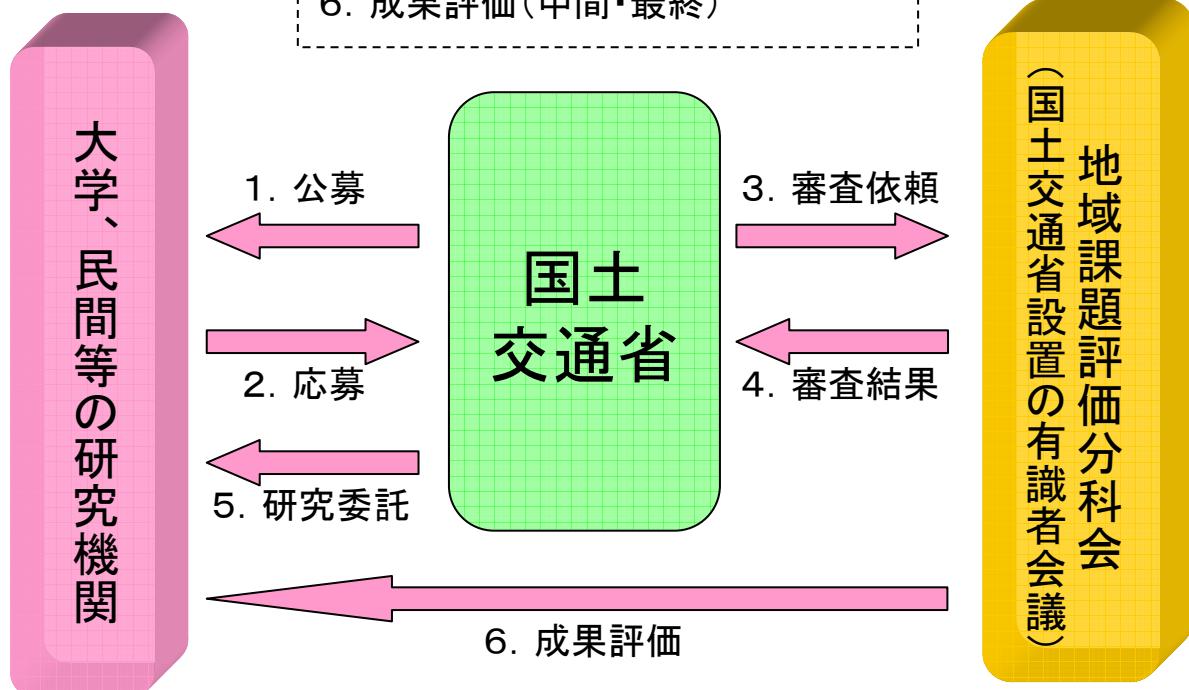 6. 成果評価(中間・最終)
大学、民間等の研究機関
1. 公募
2. 応募
5. 研究委託
国土
交通省
3. 審査依頼
4. 審査結果
6. 成果評価
地域課題評価分科会
(国土交通省設置の有識者会議)